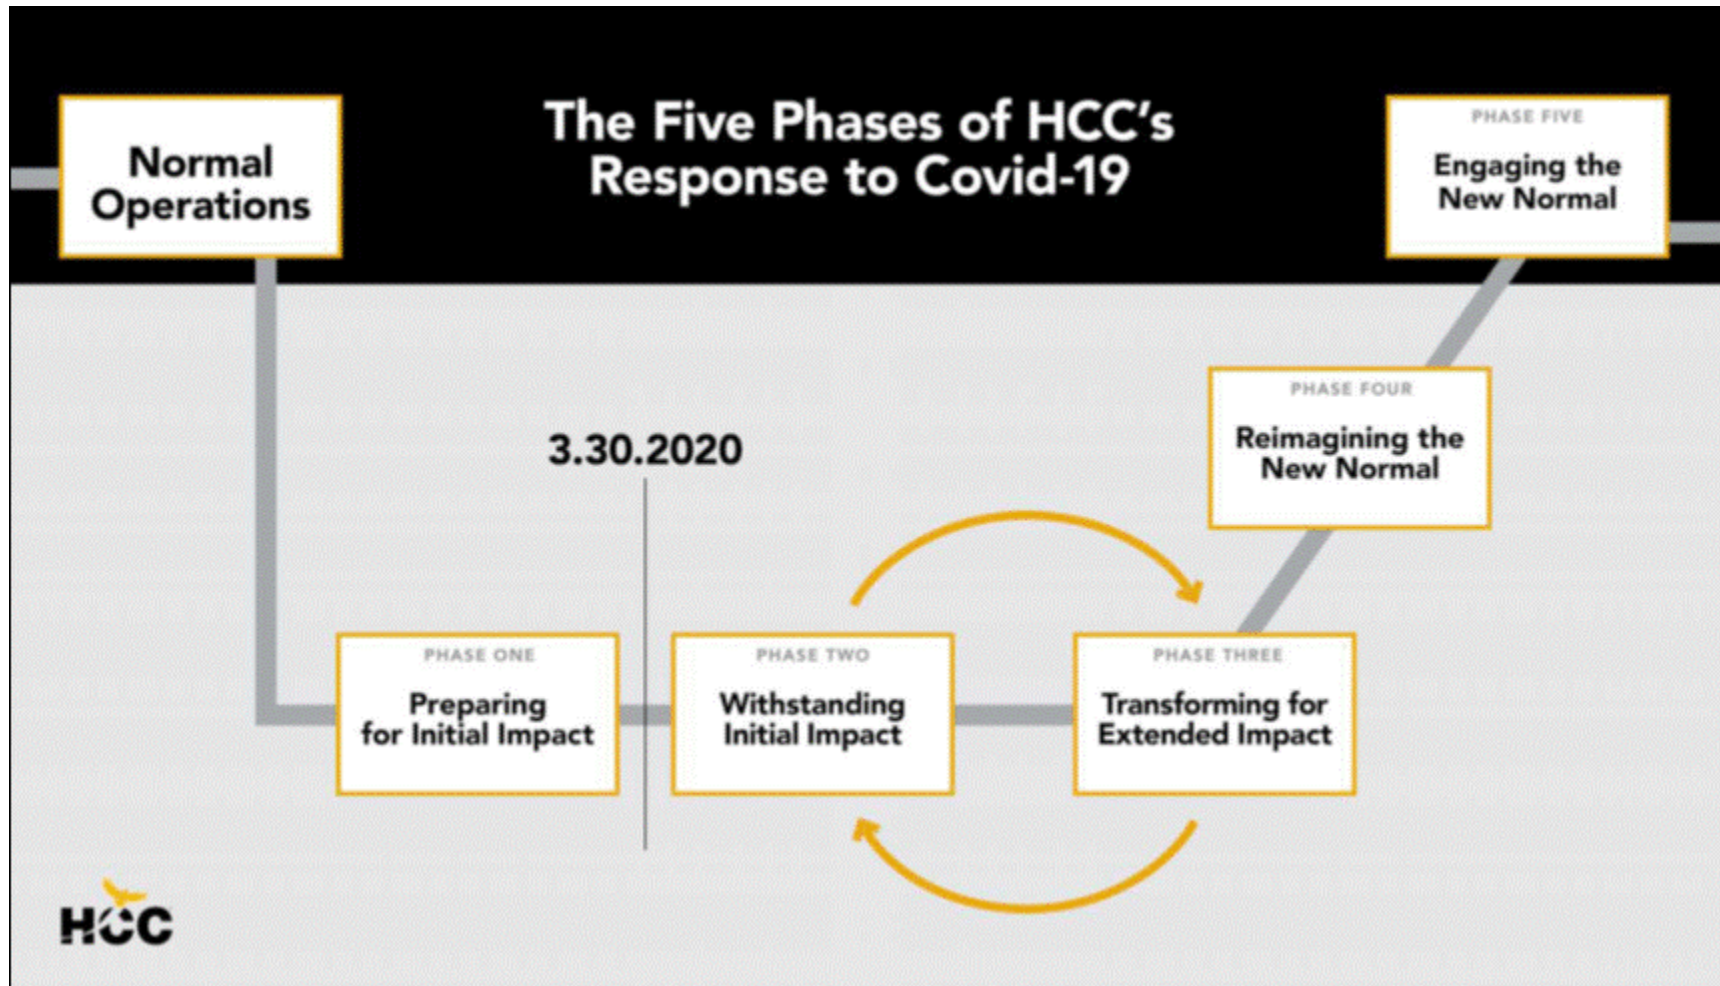 The Five Phases of HCC's
Response to Covid-19
Normal
Operations
3.30.2020
PHASE ONE
Preparing
for Initial Impact
PHASE TWO
Withstanding
Initial Impact
PHASE THREE
Transforming for
Extended Impact
PHASE FOUR
Reimagining the
New Normal
PHASE FIVE
Engaging the
New Normal
HCC